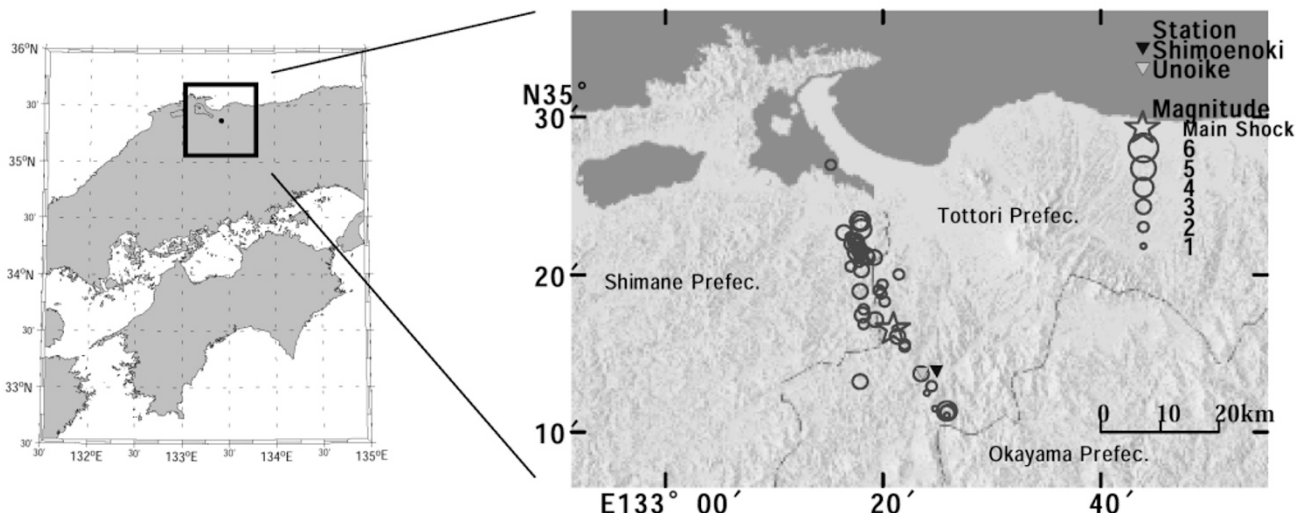 36°N
30'
35°N
30'
34°N
30'
33°N
30'
30'
132°E
30'
133°E
30'
134°E
30'
135°E
Station
Shimoenoki
Unoike
Magnitude
Main Shock
6
5
4
3
2
1
N35°
30′
20′
10′
Tottori Prefec.
Shimane Prefec.
Okayama Prefec.
0 10 20km
E133° 00′ 20′ 40′